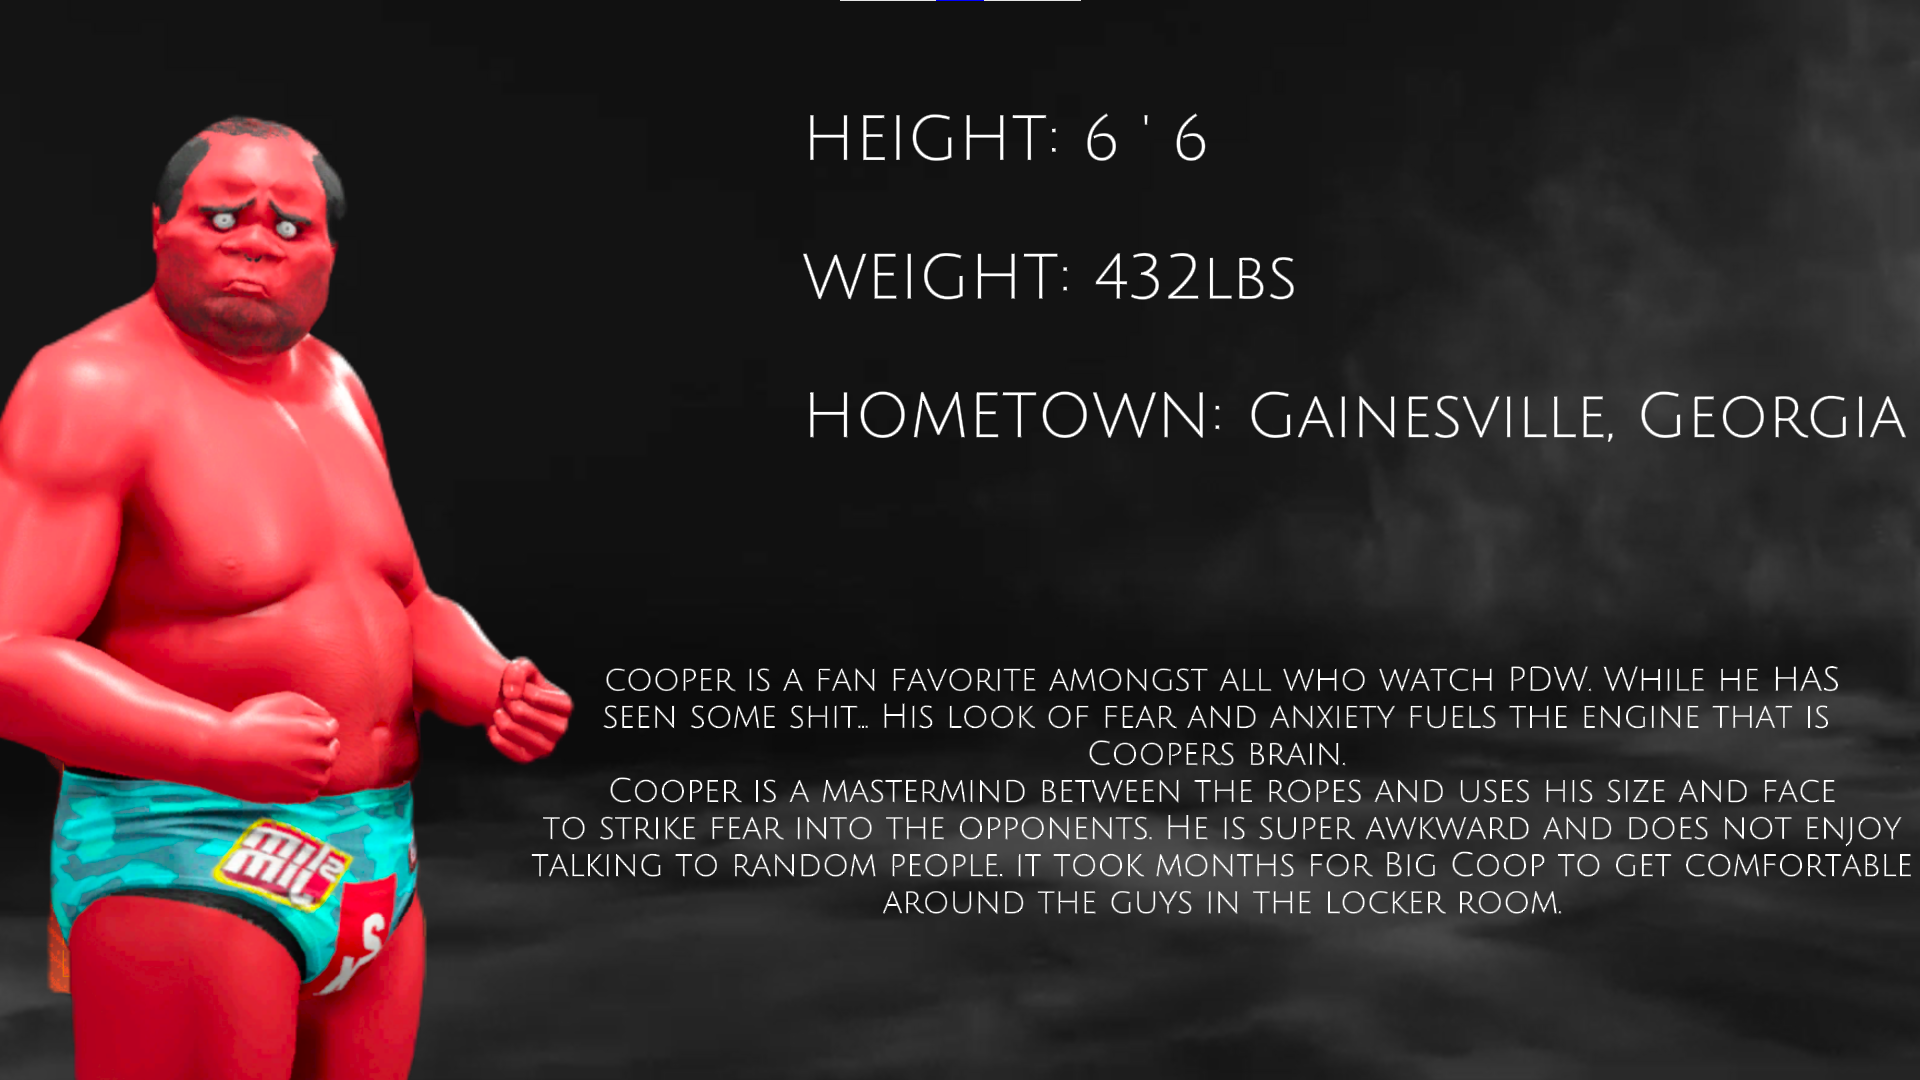 HEIGHT: 6 ' 6
WEIGHT: 432LBS
HOMETOWN: GAINESVILLE, GEORGIA
COOPER IS A FAN FAVORITE AMONGST ALL WHO WATCH PDW. WHILE HE HAS
SEEN SOME SHIT... HIS LOOK OF FEAR AND ANXIETY FUELS THE ENGINE THAT IS
COOPERS BRAIN.
COOPER IS A MASTERMIND BETWEEN THE ROPES AND USES HIS SIZE AND FACE
TO STRIKE FEAR INTO THE OPPONENTS. HE IS SUPER AWKWARD AND DOES NOT ENJOY
TALKING TO RANDOM PEOPLE. IT TOOK MONTHS FOR BIG COOP TO GET COMFORTABLE
AROUND THE GUYS IN THE LOCKER ROOM.